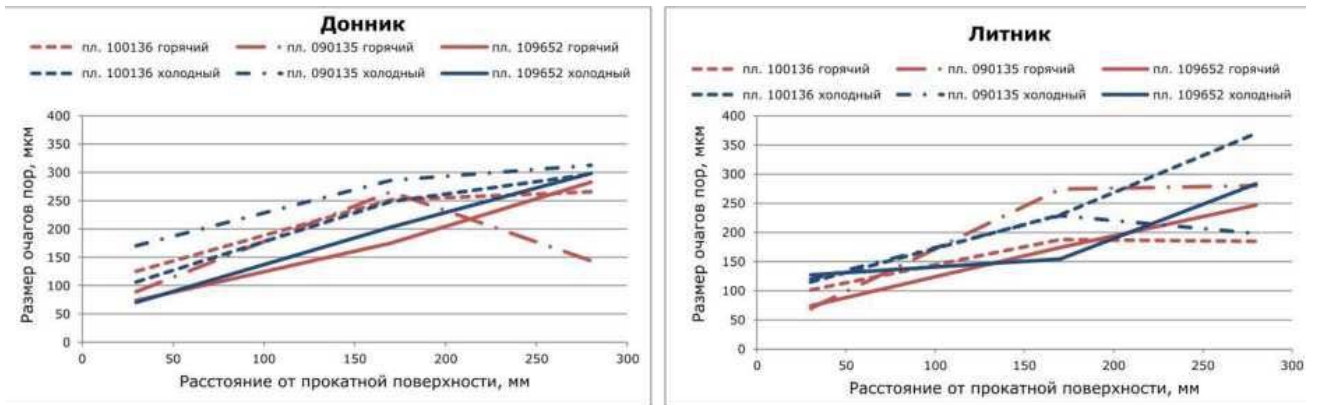 Донник
пл. 100136 горячий пл. 090135 горячий пл. 109652 горячий
пл. 100136 холодный пл. 090135 холодный пл. 109652 холодный
Размер очагов пор, мкм
400
350
300
250
200
150
100
50
0
0 50 100 150 200 250 300
Расстояние от прокатной поверхности, мм
Литник
пл. 100136 горячий пл. 090135 горячий пл. 109652 горячий
пл. 100136 холодный пл. 090135 холодный пл. 109652 холодный
Размер очагов пор, мкм
400
350
300
250
200
150
100
50
0
0 50 100 150 200 250 300
Расстояние от прокатной поверхности, мм